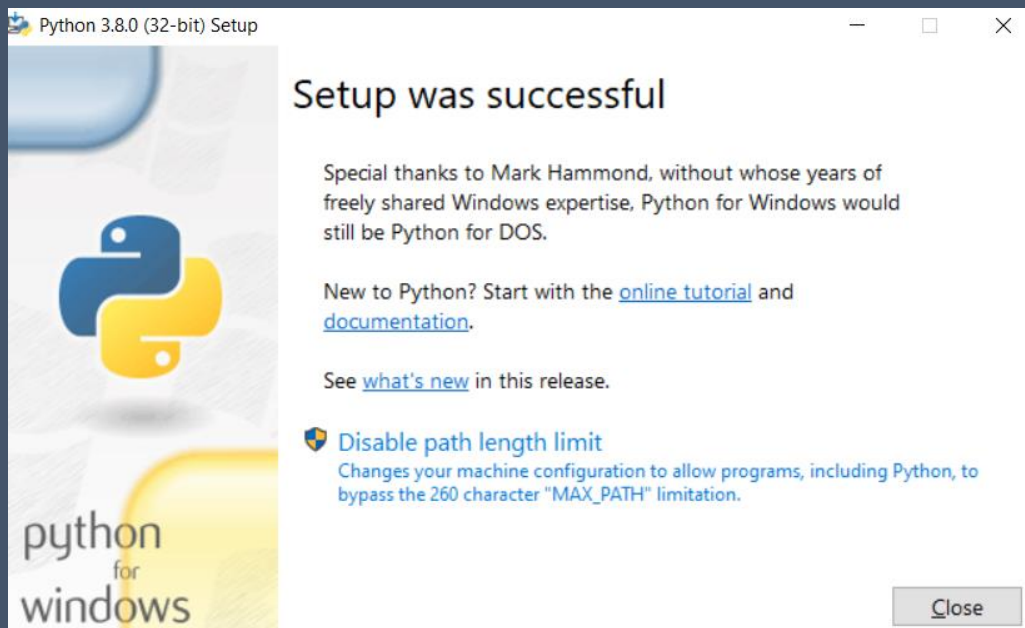 Python 3.8.0 (32-bit) Setup
Setup was successful
Special thanks to Mark Hammond, without whose years of
freely shared Windows expertise, Python for Windows would
still be Python for DOS.
New to Python? Start with the online tutorial and
documentation.
See what's new in this release.
Disable path length limit
Changes your machine configuration to allow programs, including Python, to
bypass the 260 character "MAX_PATH" limitation.
python
for
windows
Close